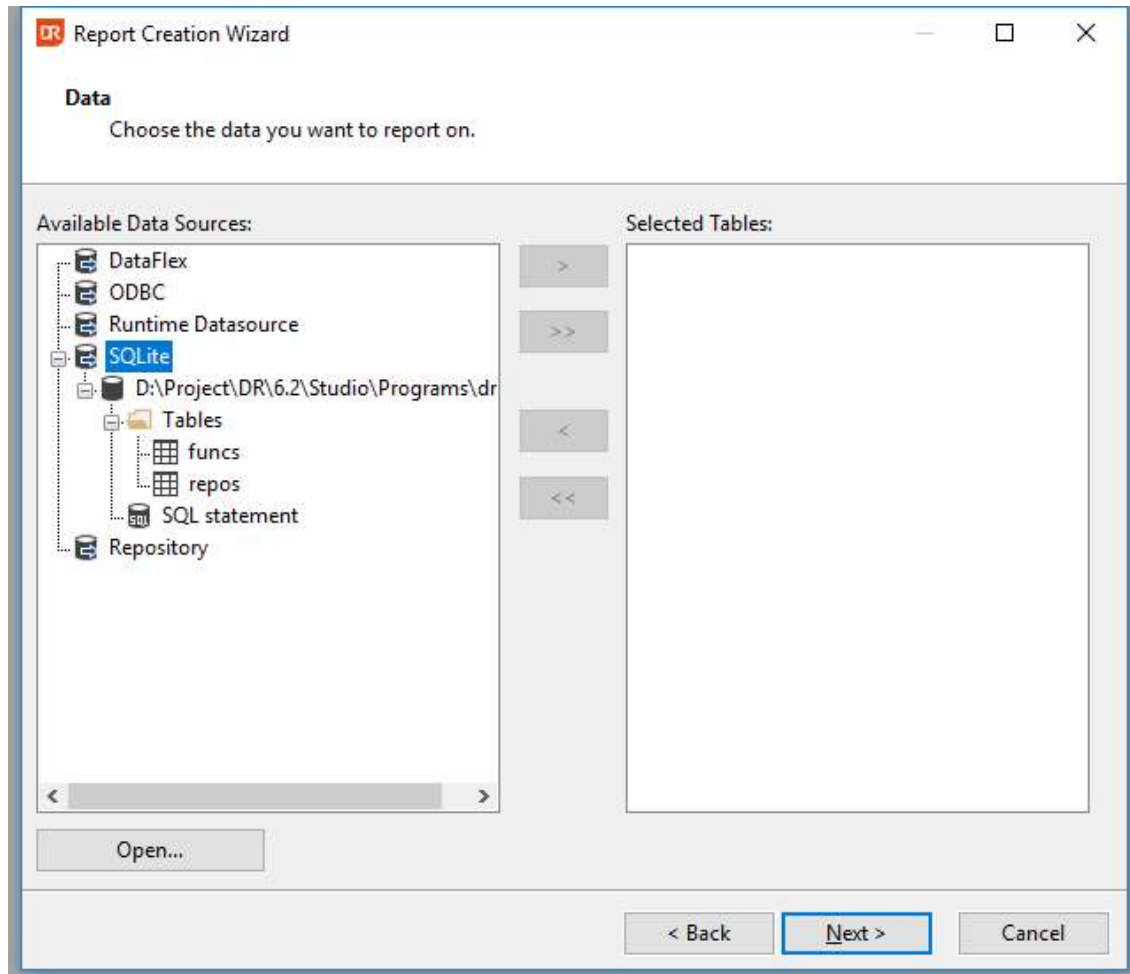 DR Report Creation Wizard
Data
Choose the data you want to report on.
Available Data Sources:
DataFlex
ODBC
Runtime Datasource
SQLite
D:\Project\DR\6.2\Studio\Programs\dr
Tables
funcs
repos
SQL SQL statement
Repository
>
>>
<
<<
Selected Tables:
Open...
< Back
Next >
Cancel